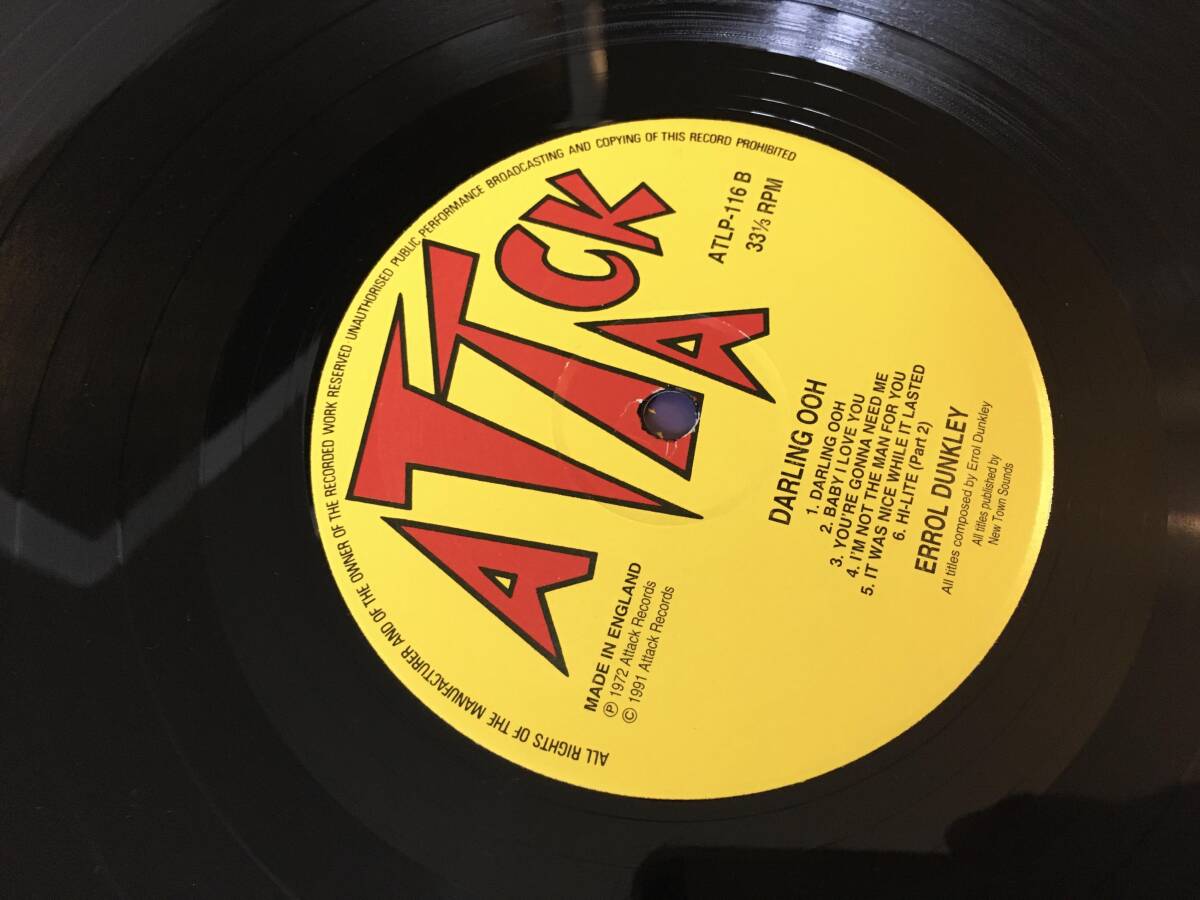 ALL RIGHTS OF THE MANUFACTURER AND OF THE OWNER OF THE RECORDED WORK RESERVED UNAUTHORISED PUBLIC PERFORMANCE BROADCASTING AND COPYING OF THIS RECORD PROHIBITED
ATTACK
MADE IN ENGLAND
Ⓟ 1972 Attack Records
© 1991 Attack Records
ATLP-116 B
33⅓ RPM
DARLING OOH
1. DARLING OOH
2. BABY I LOVE YOU
3. YOU'RE GONNA NEED ME
4. I'M NOT THE MAN FOR YOU
5. IT WAS NICE WHILE IT LASTED
6. HI-LITE (Part 2)
ERROL DUNKLEY
All titles composed by Errol Dunkley
All titles published by
New Town Sounds